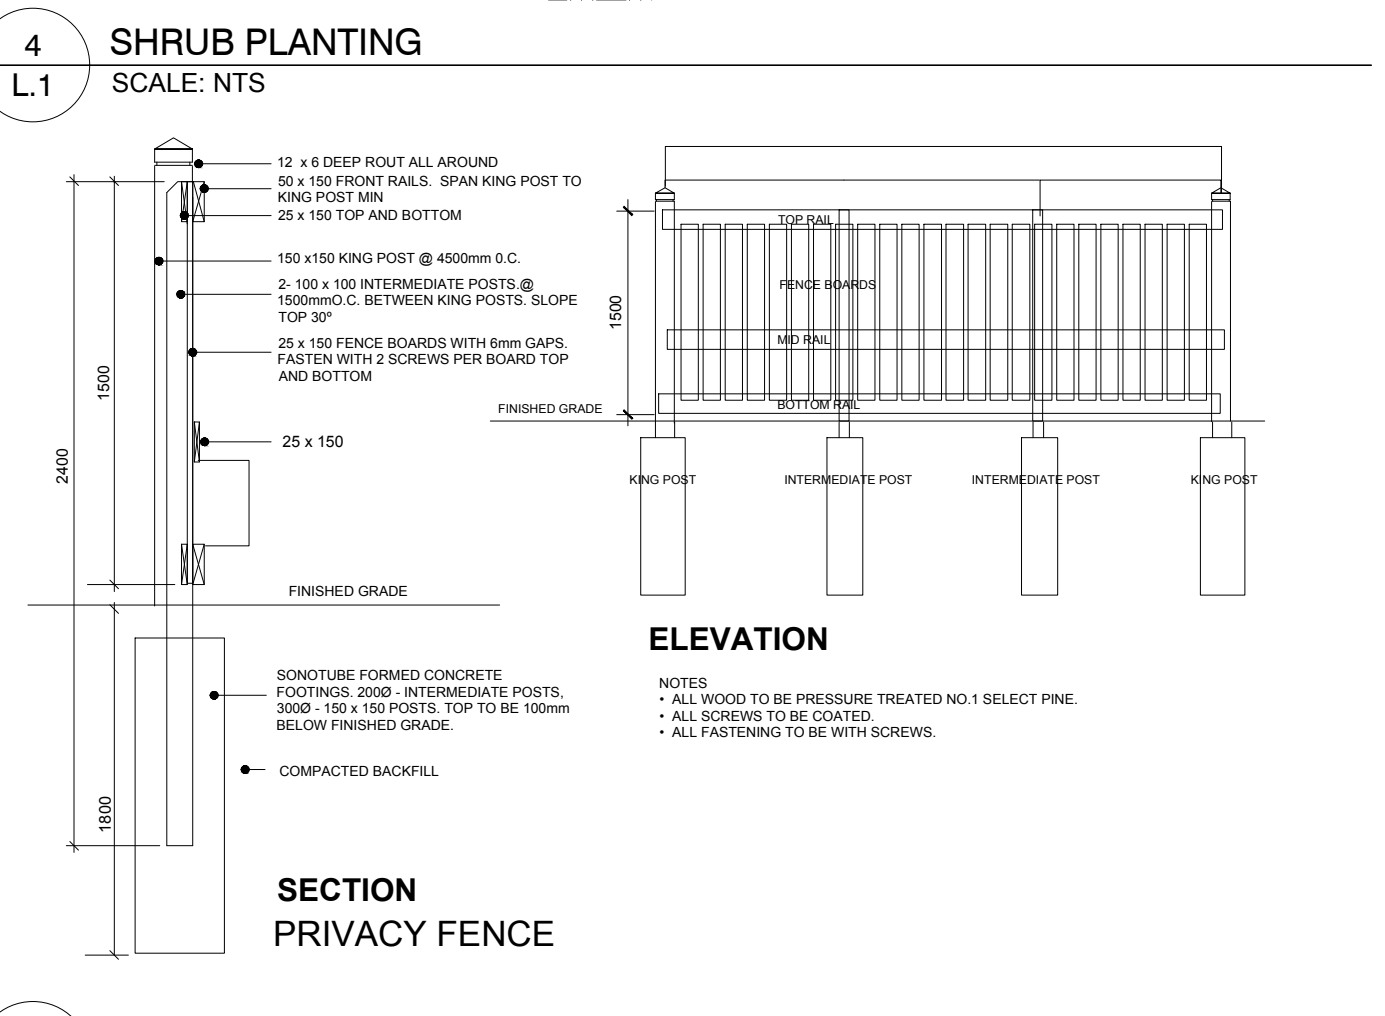 4
L.1
SHRUB PLANTING
SCALE: NTS
12 x 6 DEEP ROUT ALL AROUND
50 x 150 FRONT RAILS. SPAN KING POST TO
KING POST MIN
25 x 150 TOP AND BOTTOM
150 x150 KING POST @ 4500mm 0.C.
2- 100 x 100 INTERMEDIATE POSTS.@
1500mmO.C. BETWEEN KING POSTS. SLOPE
TOP 30º
25 x 150 FENCE BOARDS WITH 6mm GAPS.
FASTEN WITH 2 SCREWS PER BOARD TOP
AND BOTTOM
25 x 150
1500
2400
1800
FINISHED GRADE
SONOTUBE FORMED CONCRETE
FOOTINGS. 200Ø - INTERMEDIATE POSTS,
300Ø - 150 x 150 POSTS. TOP TO BE 100mm
BELOW FINISHED GRADE.
COMPACTED BACKFILL
SECTION
PRIVACY FENCE
TOP RAIL
FENCE BOARDS
MID RAIL
BOTTOM RAIL
1500
FINISHED GRADE
KING POST
INTERMEDIATE POST
INTERMEDIATE POST
KING POST
ELEVATION
NOTES
• ALL WOOD TO BE PRESSURE TREATED NO.1 SELECT PINE.
• ALL SCREWS TO BE COATED.
• ALL FASTENING TO BE WITH SCREWS.